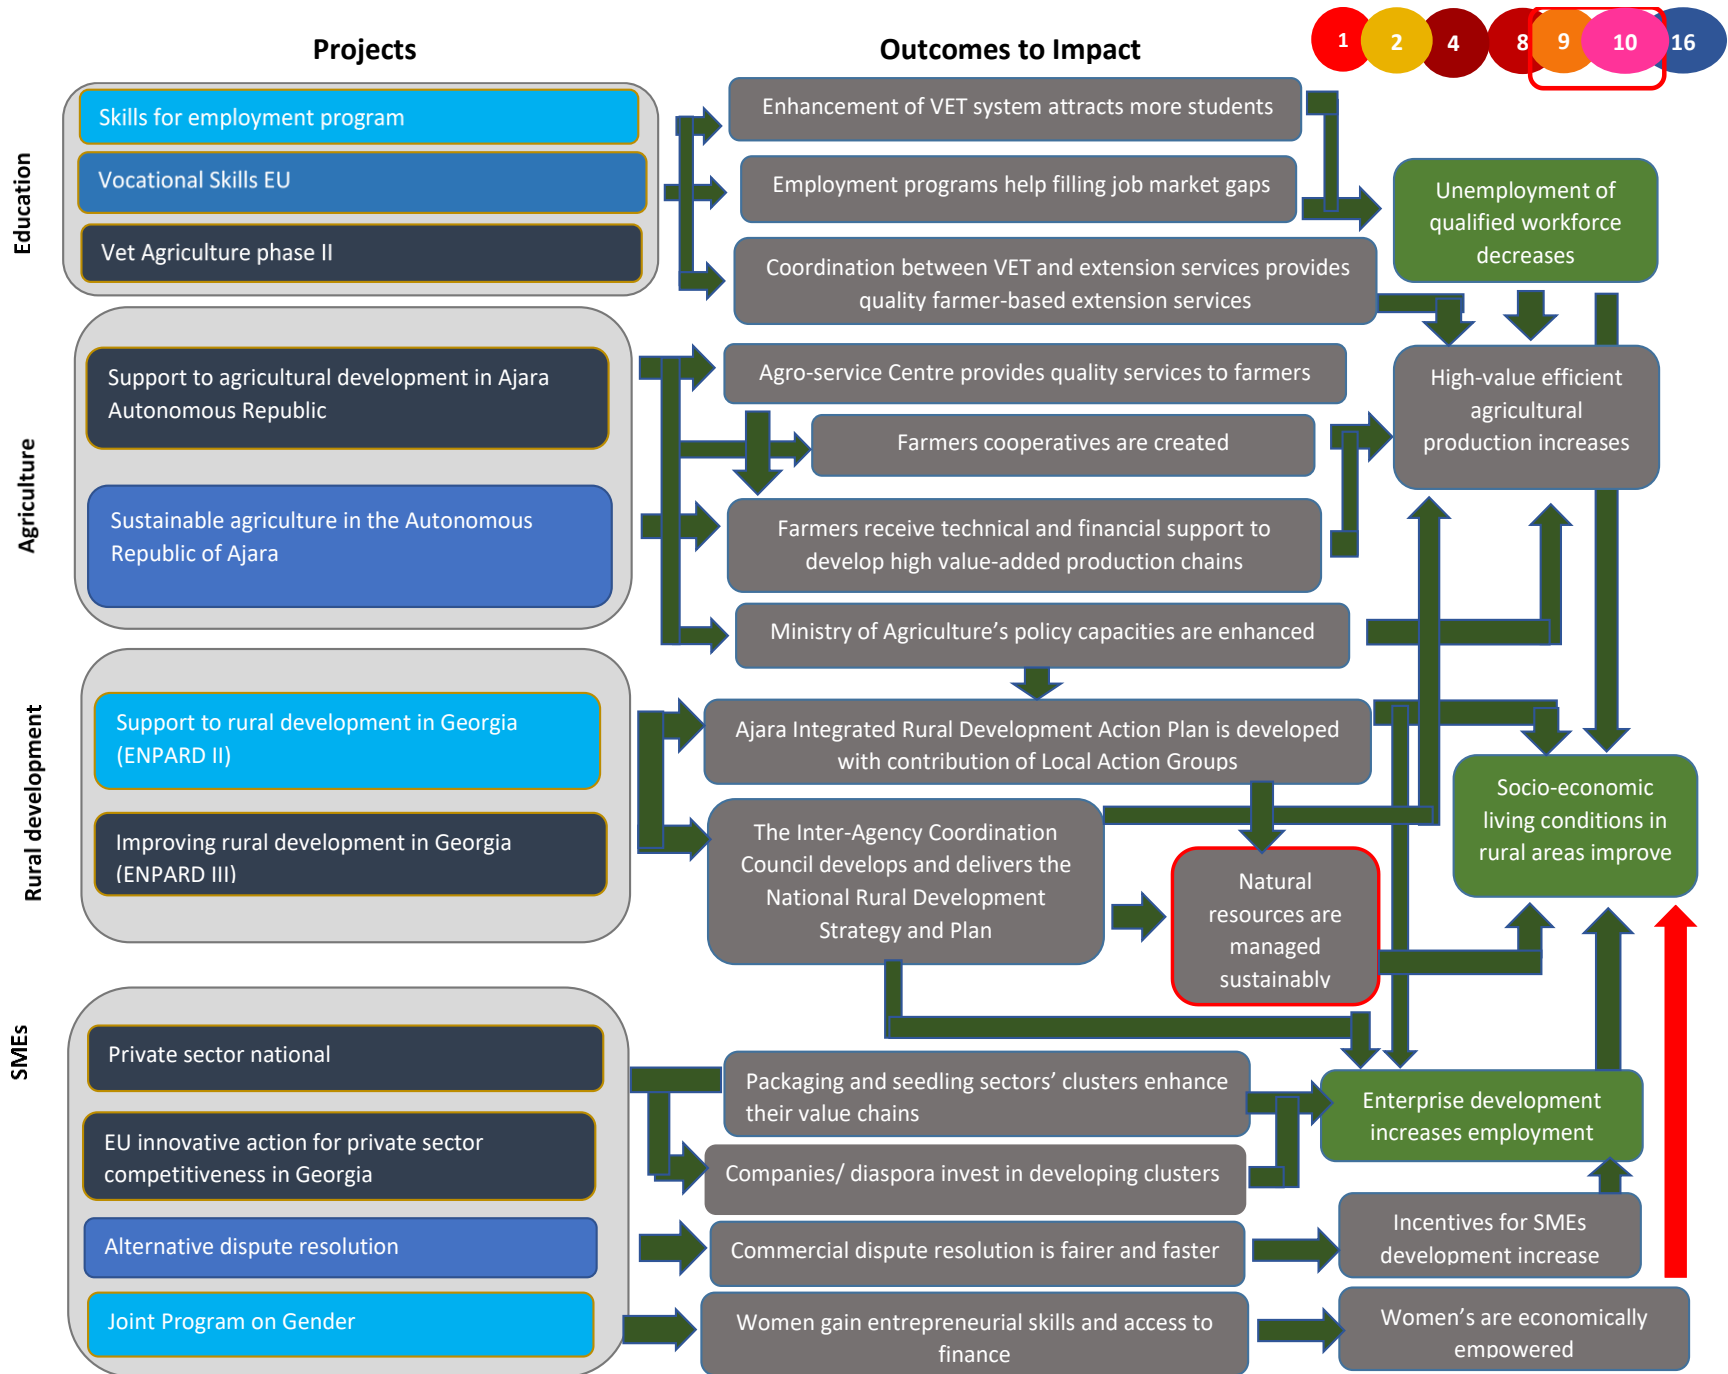 Projects
Outcomes to Impact
1
2
4
8
9
10
16
Education
Skills for employment program
Vocational Skills EU
Vet Agriculture phase II
Enhancement of VET system attracts more students
Employment programs help filling job market gaps
Coordination between VET and extension services provides
quality farmer-based extension services
Unemployment of
qualified workforce
decreases
Agriculture
Support to agricultural development in Ajara
Autonomous Republic
Sustainable agriculture in the Autonomous
Republic of Ajara
Agro-service Centre provides quality services to farmers
Farmers cooperatives are created
Farmers receive technical and financial support to
develop high value-added production chains
Ministry of Agriculture’s policy capacities are enhanced
High-value efficient
agricultural
production increases
Rural development
Support to rural development in Georgia
(ENPARD II)
Improving rural development in Georgia
(ENPARD III)
Ajara Integrated Rural Development Action Plan is developed
with contribution of Local Action Groups
The Inter-Agency Coordination
Council develops and delivers the
National Rural Development
Strategy and Plan
Natural
resources are
managed
sustainably
Socio-economic
living conditions in
rural areas improve
SMEs
Private sector national
EU innovative action for private sector
competitiveness in Georgia
Alternative dispute resolution
Joint Program on Gender
Packaging and seedling sectors’ clusters enhance
their value chains
Companies/ diaspora invest in developing clusters
Commercial dispute resolution is fairer and faster
Women gain entrepreneurial skills and access to
finance
Enterprise development
increases employment
Incentives for SMEs
development increase
Women’s are economically
empowered